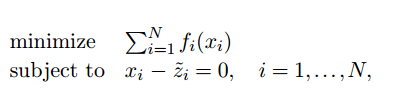 minimize ∑_{i=1}^{N} f_i(x_i)
subject to x_i − z̃_i = 0, i = 1, . . . , N,